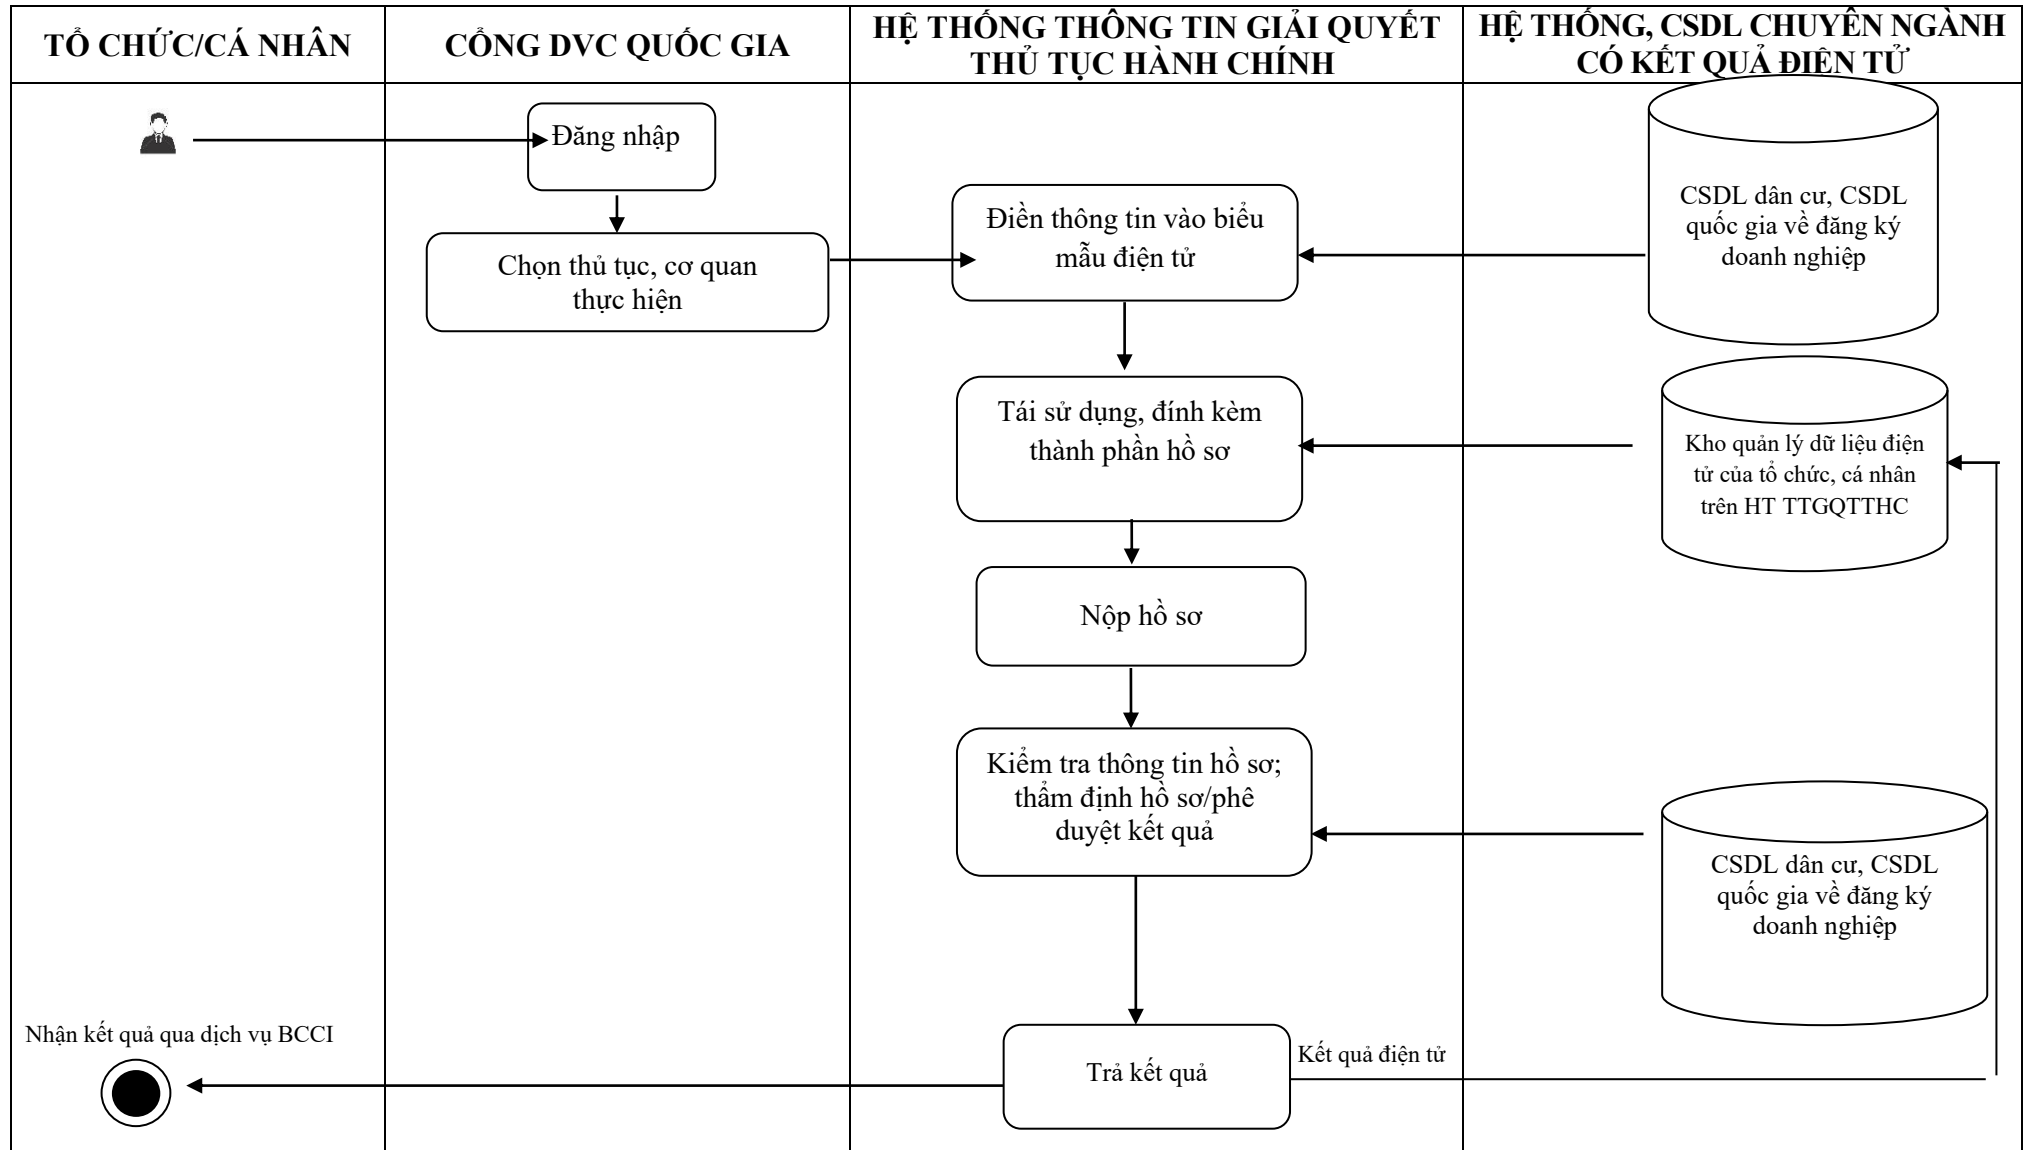 TỔ CHỨC/CÁ NHÂN
CỔNG DVC QUỐC GIA
HỆ THỐNG THÔNG TIN GIẢI QUYẾT
THỦ TỤC HÀNH CHÍNH
HỆ THỐNG, CSDL CHUYÊN NGÀNH
CÓ KẾT QUẢ ĐIỆN TỬ
Đăng nhập
Chọn thủ tục, cơ quan
thực hiện
Điền thông tin vào biểu
mẫu điện tử
CSDL dân cư, CSDL
quốc gia về đăng ký
doanh nghiệp
Tái sử dụng, đính kèm
thành phần hồ sơ
Kho quản lý dữ liệu điện
tử của tổ chức, cá nhân
trên HT TTGQTTHC
Nộp hồ sơ
Kiểm tra thông tin hồ sơ;
thẩm định hồ sơ/phê
duyệt kết quả
CSDL dân cư, CSDL
quốc gia về đăng ký
doanh nghiệp
Nhận kết quả qua dịch vụ BCCI
Trả kết quả
Kết quả điện tử